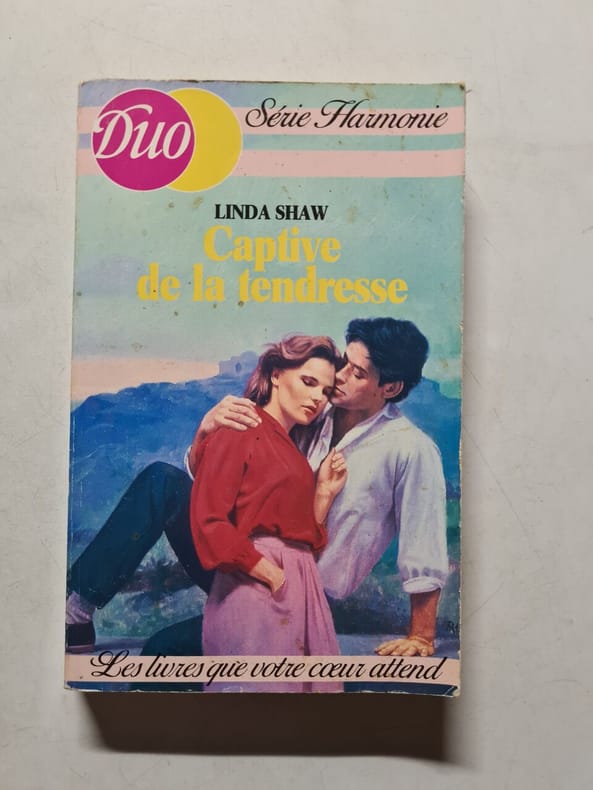 Duo
Série Harmonie
LINDA SHAW
Captive
de la tendresse
Les livres que votre cœur attend